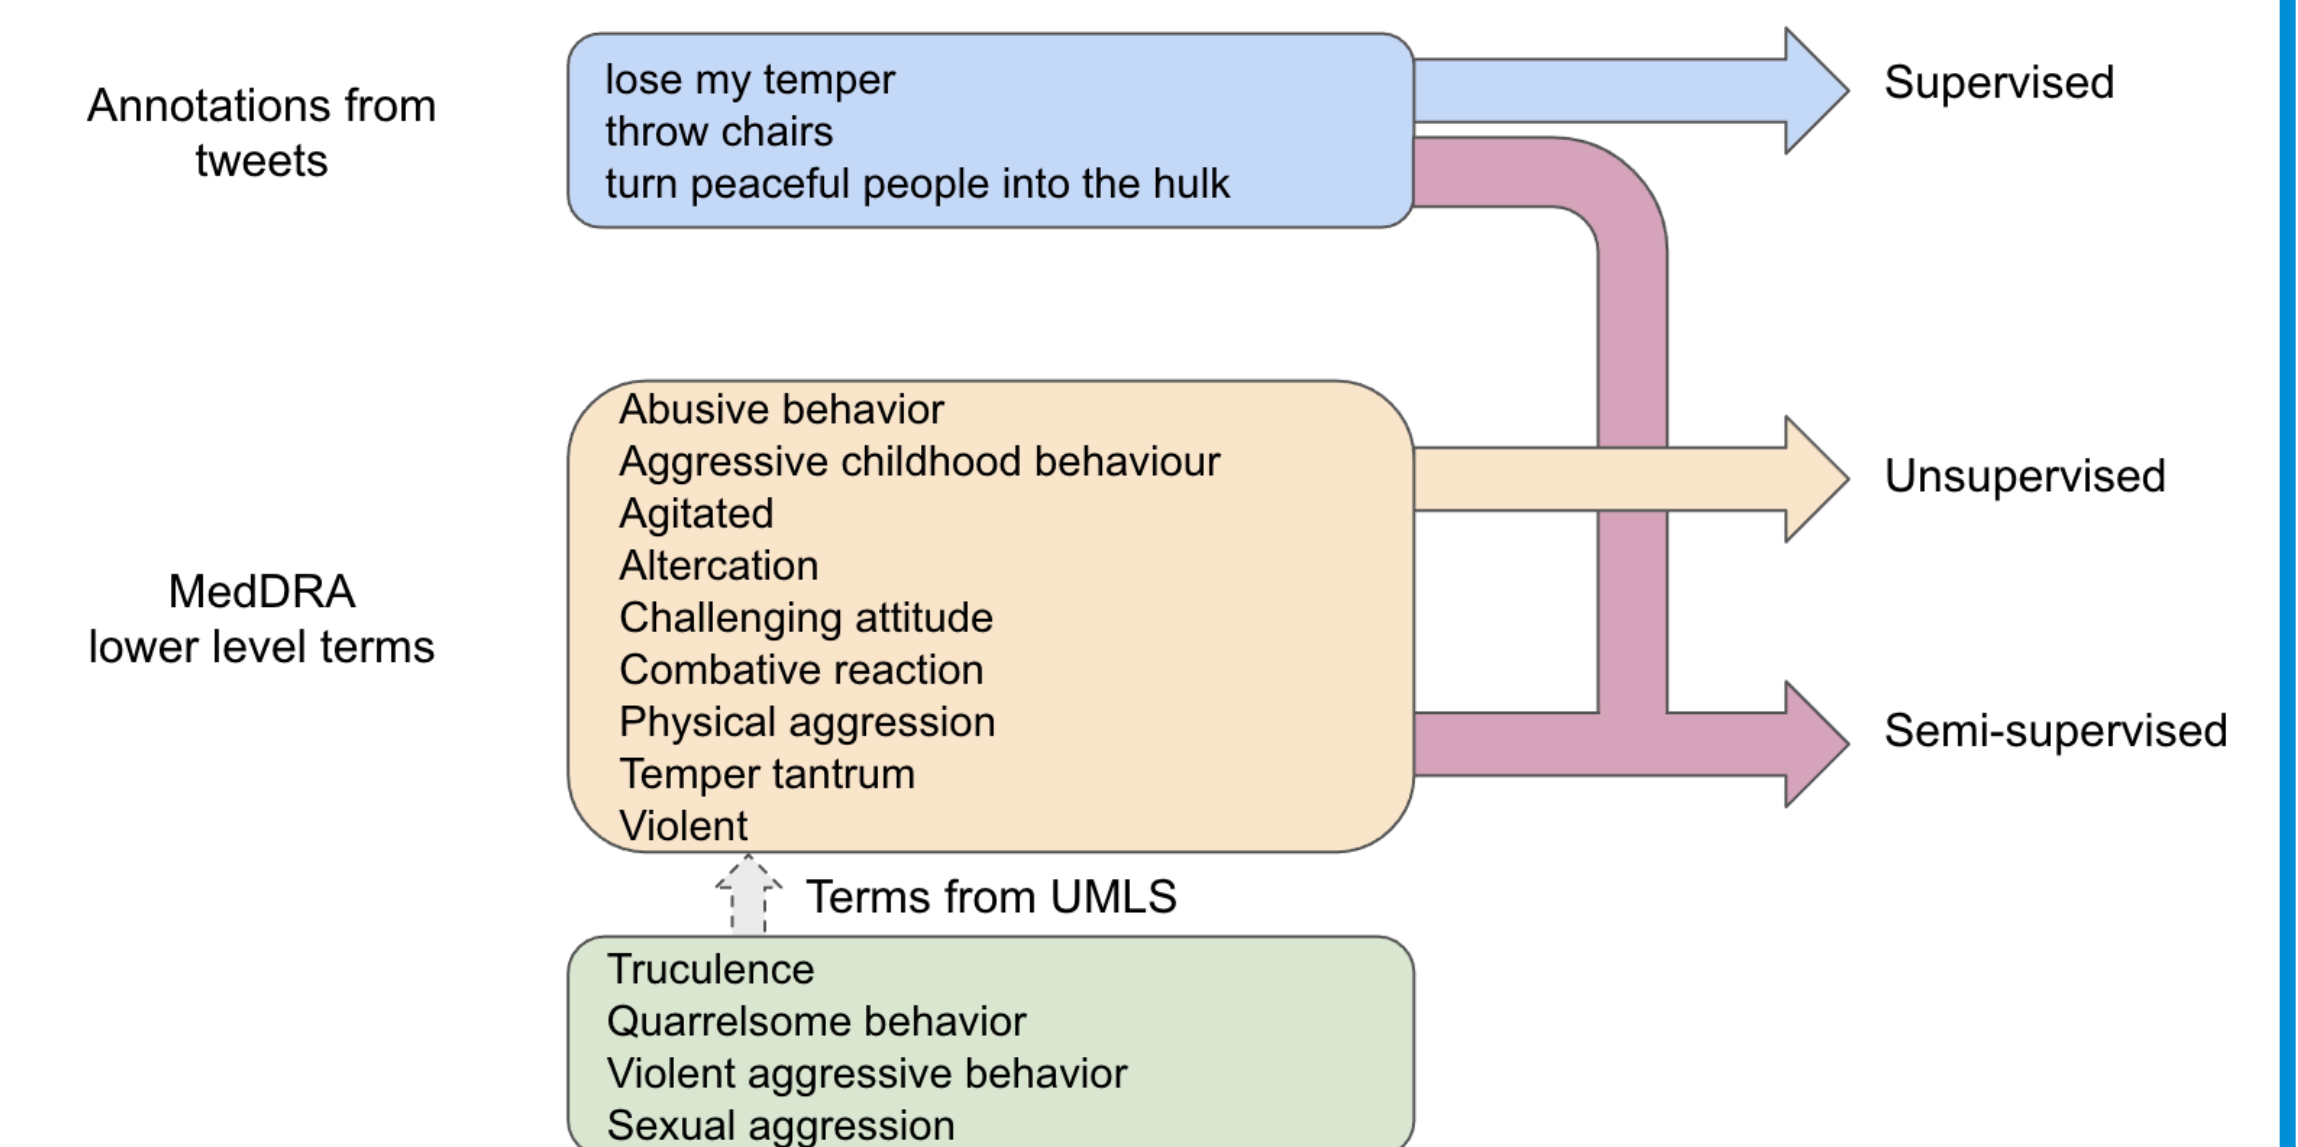 Annotations from
tweets
lose my temper
throw chairs
turn peaceful people into the hulk
Supervised
MedDRA
lower level terms
Abusive behavior
Aggressive childhood behaviour
Agitated
Altercation
Challenging attitude
Combative reaction
Physical aggression
Temper tantrum
Violent
Unsupervised
Semi-supervised
Terms from UMLS
Truculence
Quarrelsome behavior
Violent aggressive behavior
Sexual aggression